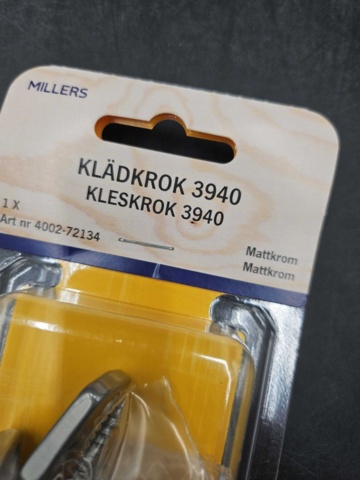 MILLERS
KLÄDKROK 3940
KLESKROK 3940
1 X
Art nr 4002-72134
Mattkrom
Mattkrom